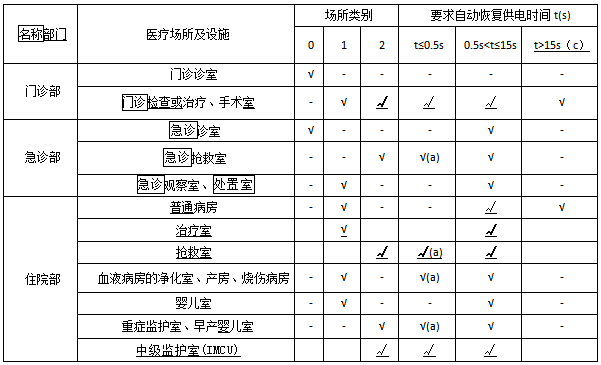 名称部门 医疗场所及设施 场所类别 要求自动恢复供电时间 t(s)
0 1 2 t≤0.5s 0.5s<t≤15s t>15s（c）
门诊部 门诊诊室 √ - - - - -
门诊检查或治疗、手术室 - √ √ √ √ √
急诊部 急诊诊室 √ - - - √ -
急诊抢救室 - - √ √(a) √ -
急诊观察室、处置室 - √ - - √ -
住院部 普通病房 - √ - - √ √
治疗室 √ √
抢救室 √ √(a) √
血液病房的净化室、产房、烧伤病房 - √ - √(a) √ -
婴儿室 - √ - - √ -
重症监护室、早产婴儿室 - - √ √(a) √ -
中级监护室(IMCU) √ √ √